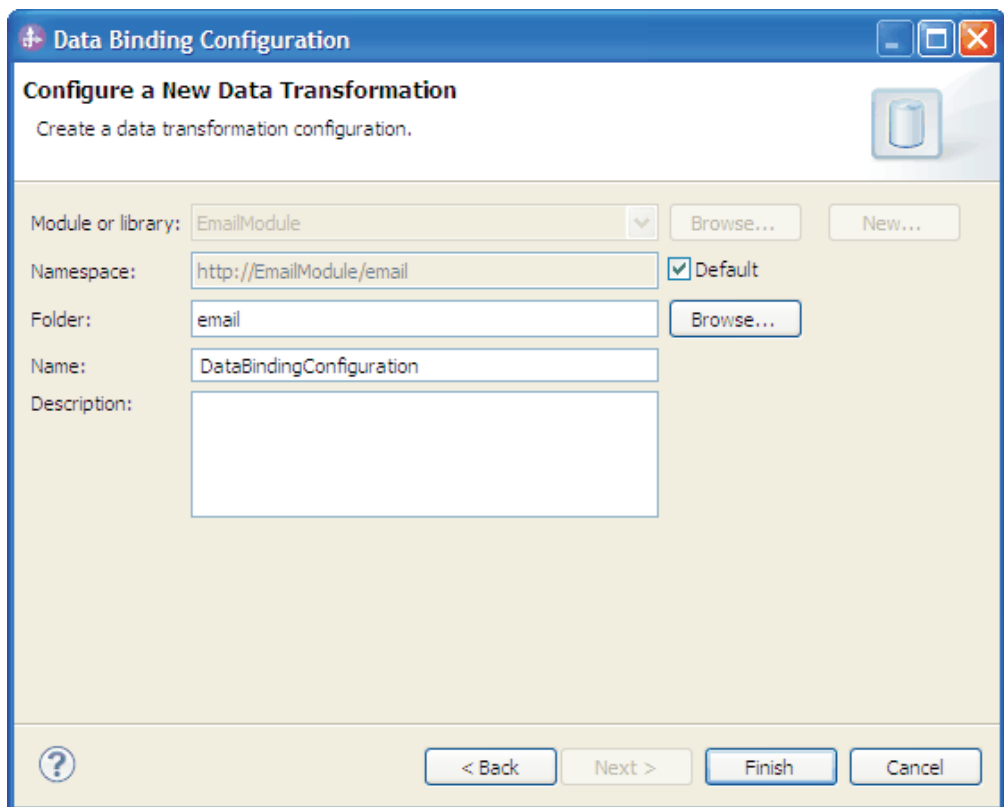 Data Binding Configuration
Configure a New Data Transformation
Create a data transformation configuration.
Module or library: EmailModule Browse... New...
Namespace: http://EmailModule/email Default
Folder: email Browse...
Name: DataBindingConfiguration
Description:
? < Back Next > Finish Cancel